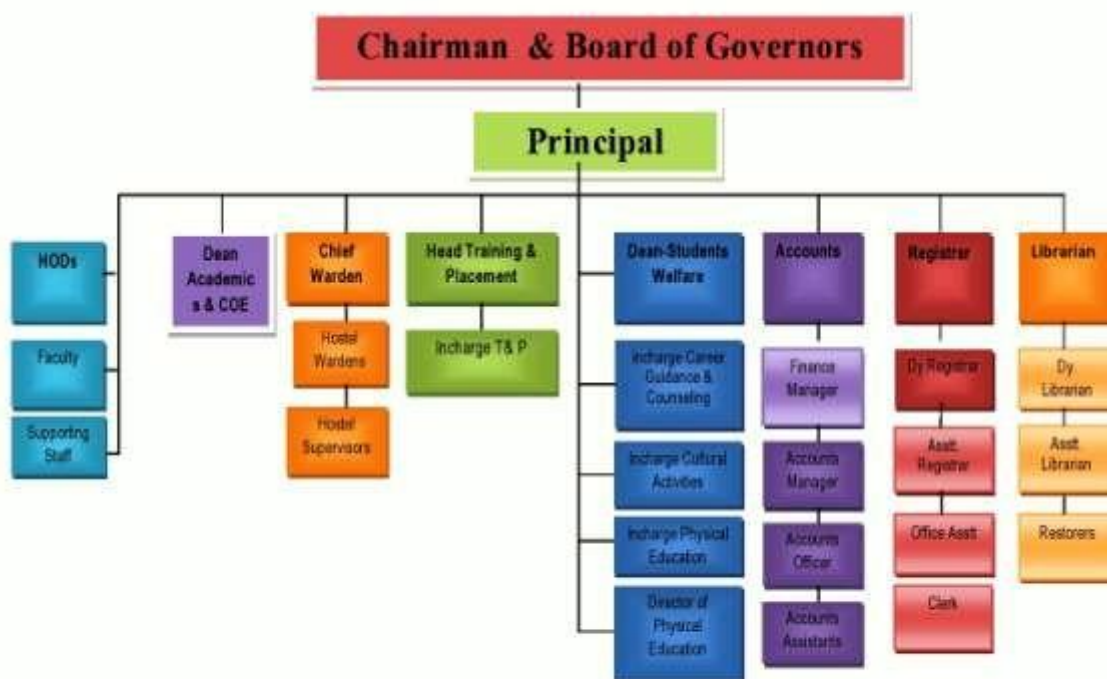 Chairman & Board of Governors
Principal
HODs
Faculty
Supporting
Staff
Dean
Academic
s & COE
Chief
Warden
Hostel
Wardens
Hostel
Supervisors
Head Training &
Placement
Incharge T& P
Dean-Students
Welfare
Incharge Career
Guidance &
Counseling
Incharge Cultural
Activities
Incharge Physical
Education
Director of
Physical
Education
Accounts
Finance
Manager
Accounts
Manager
Accounts
Officer
Accounts
Assistants
Registrar
Dy Registrar
Asstt.
Registrar
Office Asstt
Clerk
Librarian
Dy
Librarian
Asstt.
Librarian
Restorers